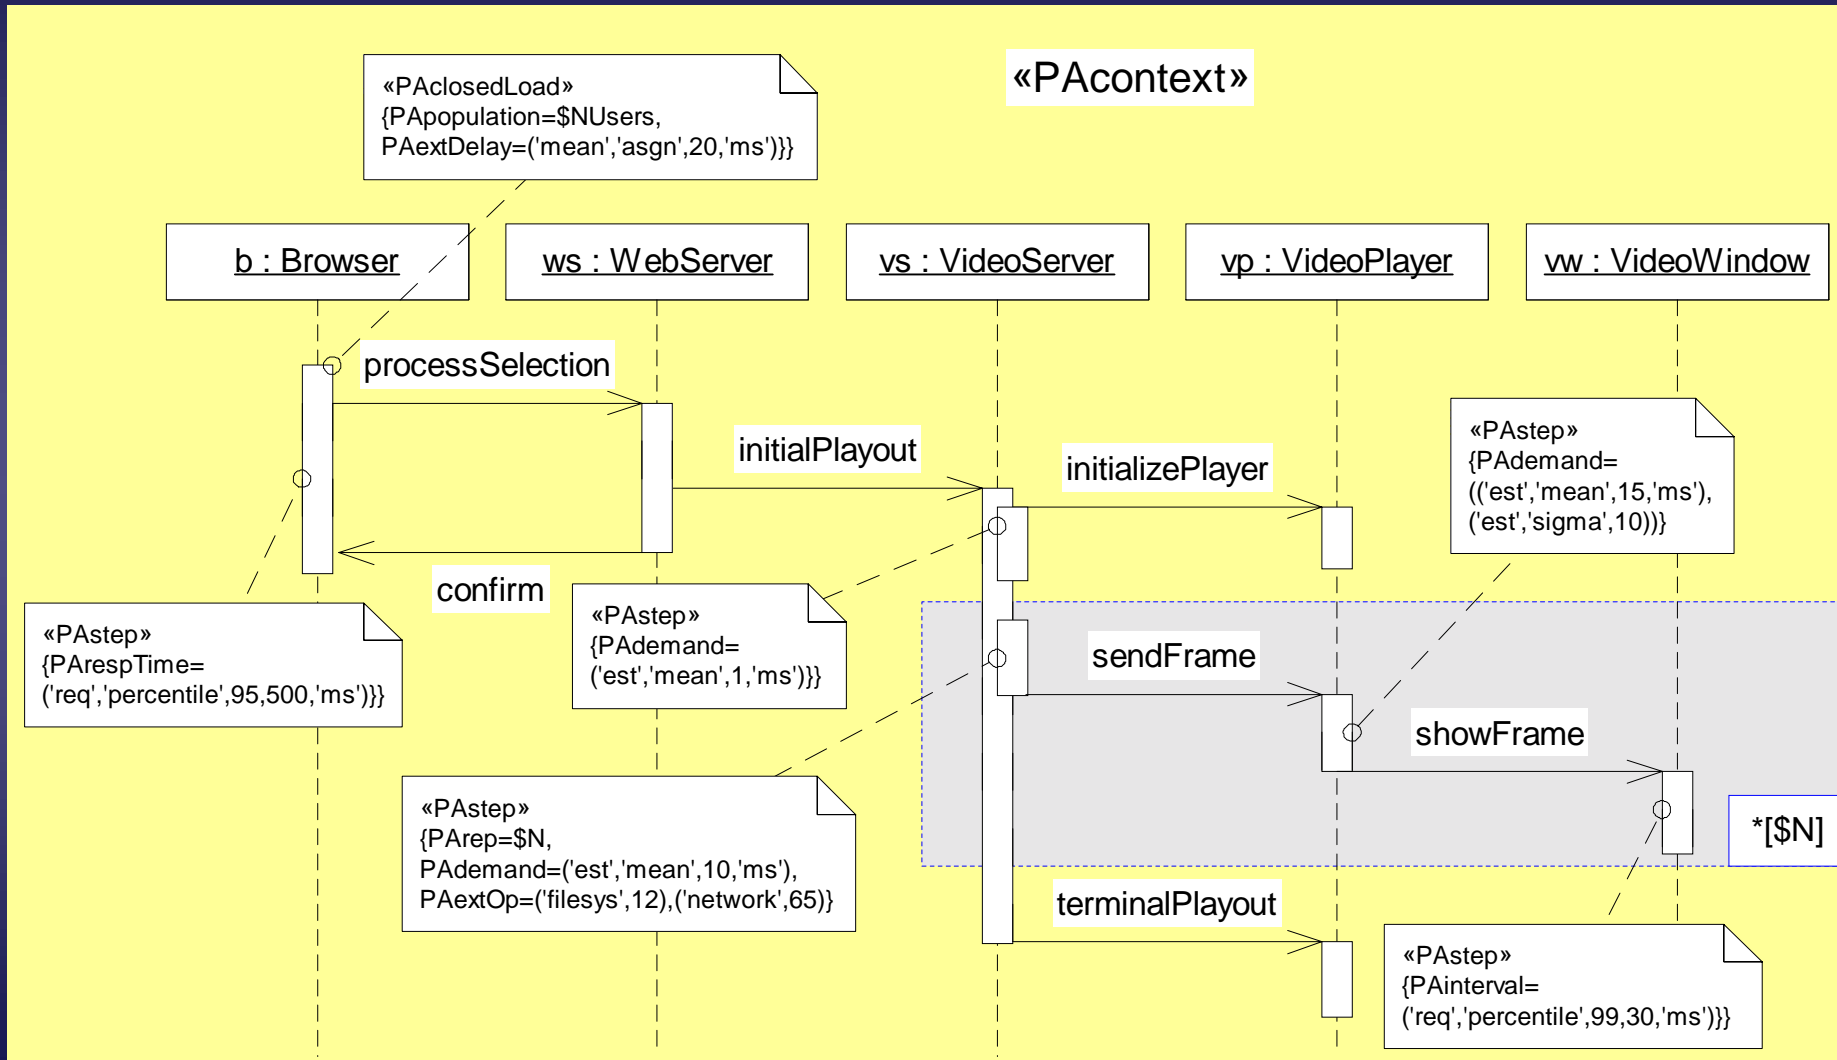 «PAcontext»
«PAclosedLoad»
{PApopulation=$NUsers,
PAextDelay=('mean','asgn',20,'ms')}}
b : Browser
ws : WebServer
vs : VideoServer
vp : VideoPlayer
vw : VideoWindow
processSelection
initialPlayout
initializePlayer
«PAstep»
{PAdemand=
(('est','mean',15,'ms'),
('est','sigma',10))}
confirm
«PAstep»
{PArespTime=
('req','percentile',95,500,'ms')}}
«PAstep»
{PAdemand=
('est','mean',1,'ms')}}
sendFrame
showFrame
«PAstep»
{PArep=$N,
PAdemand=('est','mean',10,'ms'),
PAextOp=('filesys',12),('network',65)}
*[$N]
terminalPlayout
«PAstep»
{PAinterval=
('req','percentile',99,30,'ms')}}